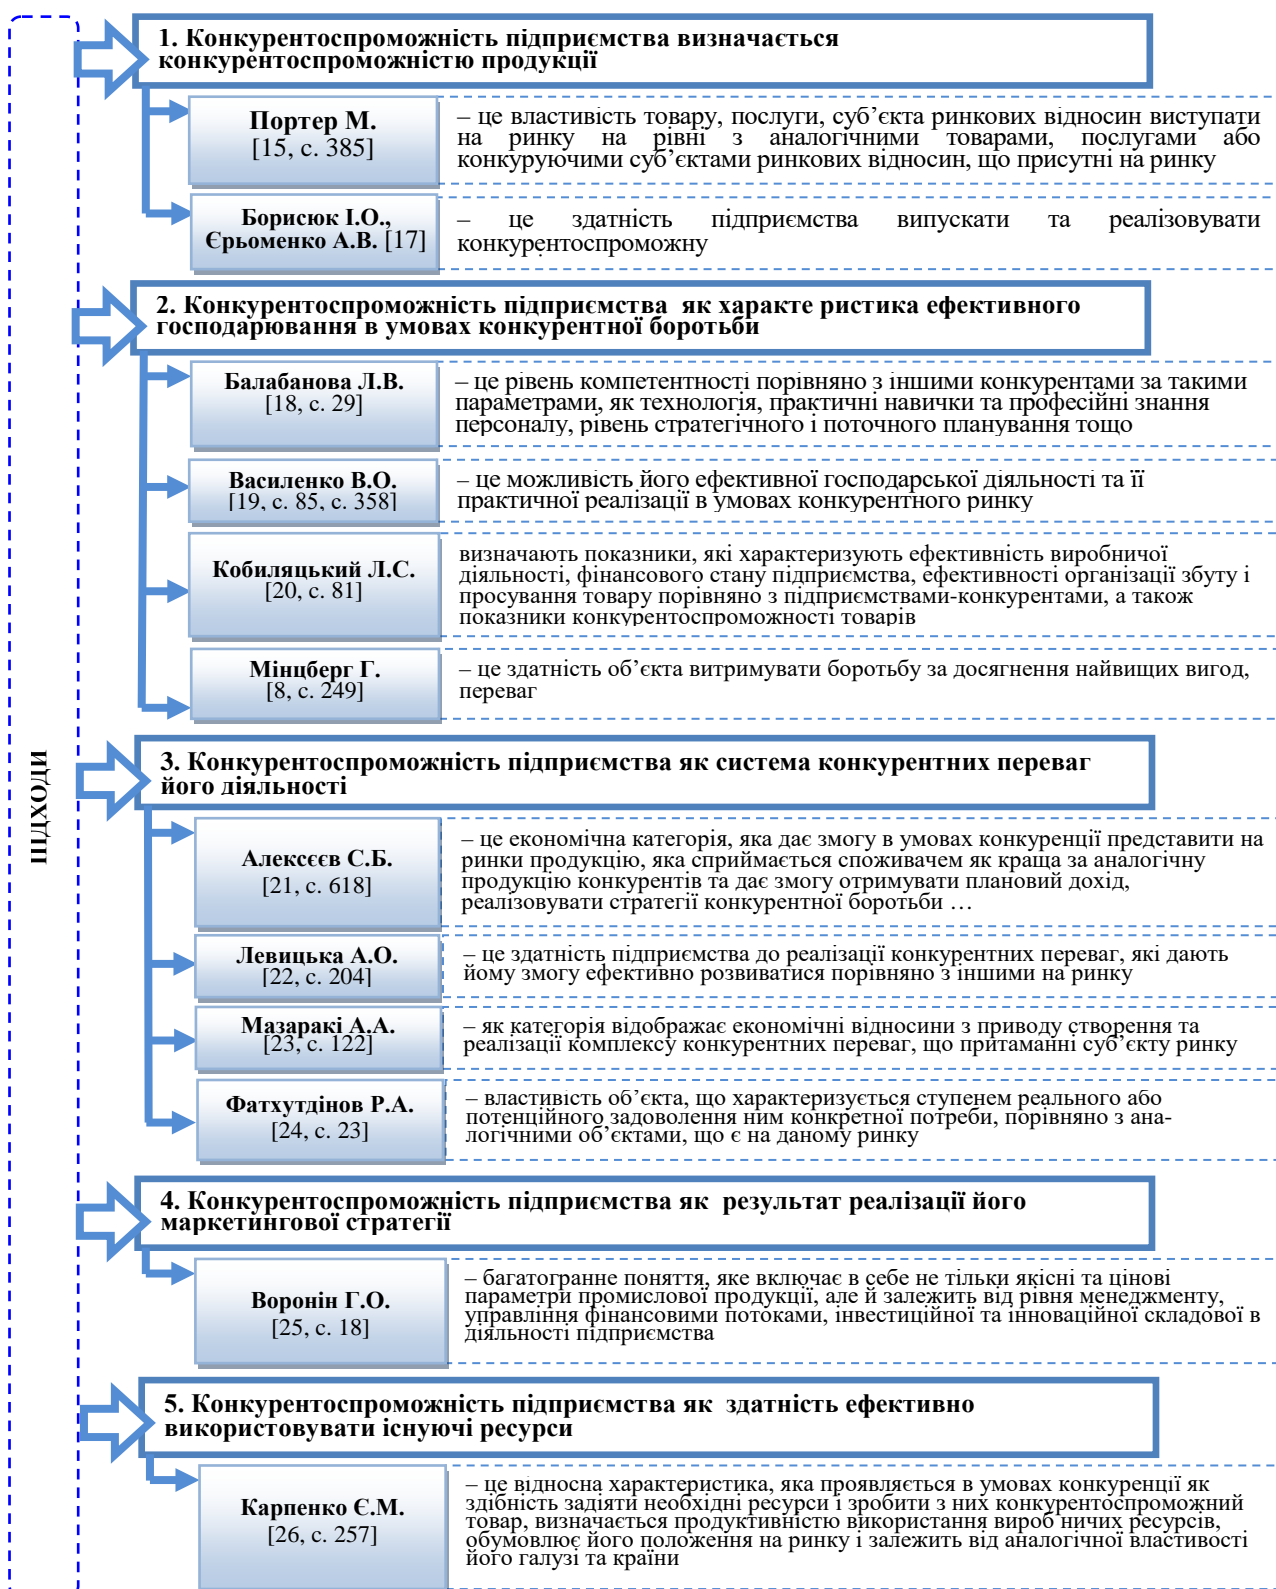 ПІДХОДИ
1. Конкурентоспроможність підприємства визначається
конкурентоспроможністю продукції
Портер М.
[15, с. 385]
– це властивість товару, послуги, суб’єкта ринкових відносин виступати
на ринку на рівні з аналогічними товарами, послугами або
конкуруючими суб’єктами ринкових відносин, що присутні на ринку
Борисюк І.О.,
Єрьоменко А.В. [17]
– це здатність підприємства випускати та реалізовувати
конкурентоспроможну
2. Конкурентоспроможність підприємства як характе ристика ефективного
господарювання в умовах конкурентної боротьби
Балабанова Л.В.
[18, с. 29]
– це рівень компетентності порівняно з іншими конкурентами за такими
параметрами, як технологія, практичні навички та професійні знання
персоналу, рівень стратегічного і поточного планування тощо
Василенко В.О.
[19, с. 85, с. 358]
– це можливість його ефективної господарської діяльності та її
практичної реалізації в умовах конкурентного ринку
Кобиляцький Л.С.
[20, с. 81]
визначають показники, які характеризують ефективність виробничої
діяльності, фінансового стану підприємства, ефективності організації збуту і
просування товару порівняно з підприємствами-конкурентами, а також
показники конкурентоспроможності товарів
Мінцберг Г.
[8, с. 249]
– це здатність об’єкта витримувати боротьбу за досягнення найвищих вигод,
переваг
3. Конкурентоспроможність підприємства як система конкурентних переваг
його діяльності
Алексєєв С.Б.
[21, с. 618]
– це економічна категорія, яка дає змогу в умовах конкуренції представити на
ринки продукцію, яка сприймається споживачем як краща за аналогічну
продукцію конкурентів та дає змогу отримувати плановий дохід,
реалізовувати стратегії конкурентної боротьби …
Левицька А.О.
[22, с. 204]
– це здатність підприємства до реалізації конкурентних переваг, які дають
йому змогу ефективно розвиватися порівняно з іншими на ринку
Мазаракі А.А.
[23, с. 122]
– як категорія відображає економічні відносини з приводу створення та
реалізації комплексу конкурентних переваг, що притаманні суб’єкту ринку
Фатхутдінов Р.А.
[24, с. 23]
– властивість об’єкта, що характеризується ступенем реального або
потенційного задоволення ним конкретної потреби, порівняно з ана-
логічними об’єктами, що є на даному ринку
4. Конкурентоспроможність підприємства як результат реалізації його
маркетингової стратегії
Воронін Г.О.
[25, с. 18]
– багатогранне поняття, яке включає в себе не тільки якісні та цінові
параметри промислової продукції, але й залежить від рівня менеджменту,
управління фінансовими потоками, інвестиційної та інноваційної складової в
діяльності підприємства
5. Конкурентоспроможність підприємства як здатність ефективно
використовувати існуючі ресурси
Карпенко Є.М.
[26, с. 257]
– це відносна характеристика, яка проявляється в умовах конкуренції як
здібність задіяти необхідні ресурси і зробити з них конкурентоспроможний
товар, визначається продуктивністю використання вироб ничих ресурсів,
обумовлює його положення на ринку і залежить від аналогічної властивості
його галузі та країни